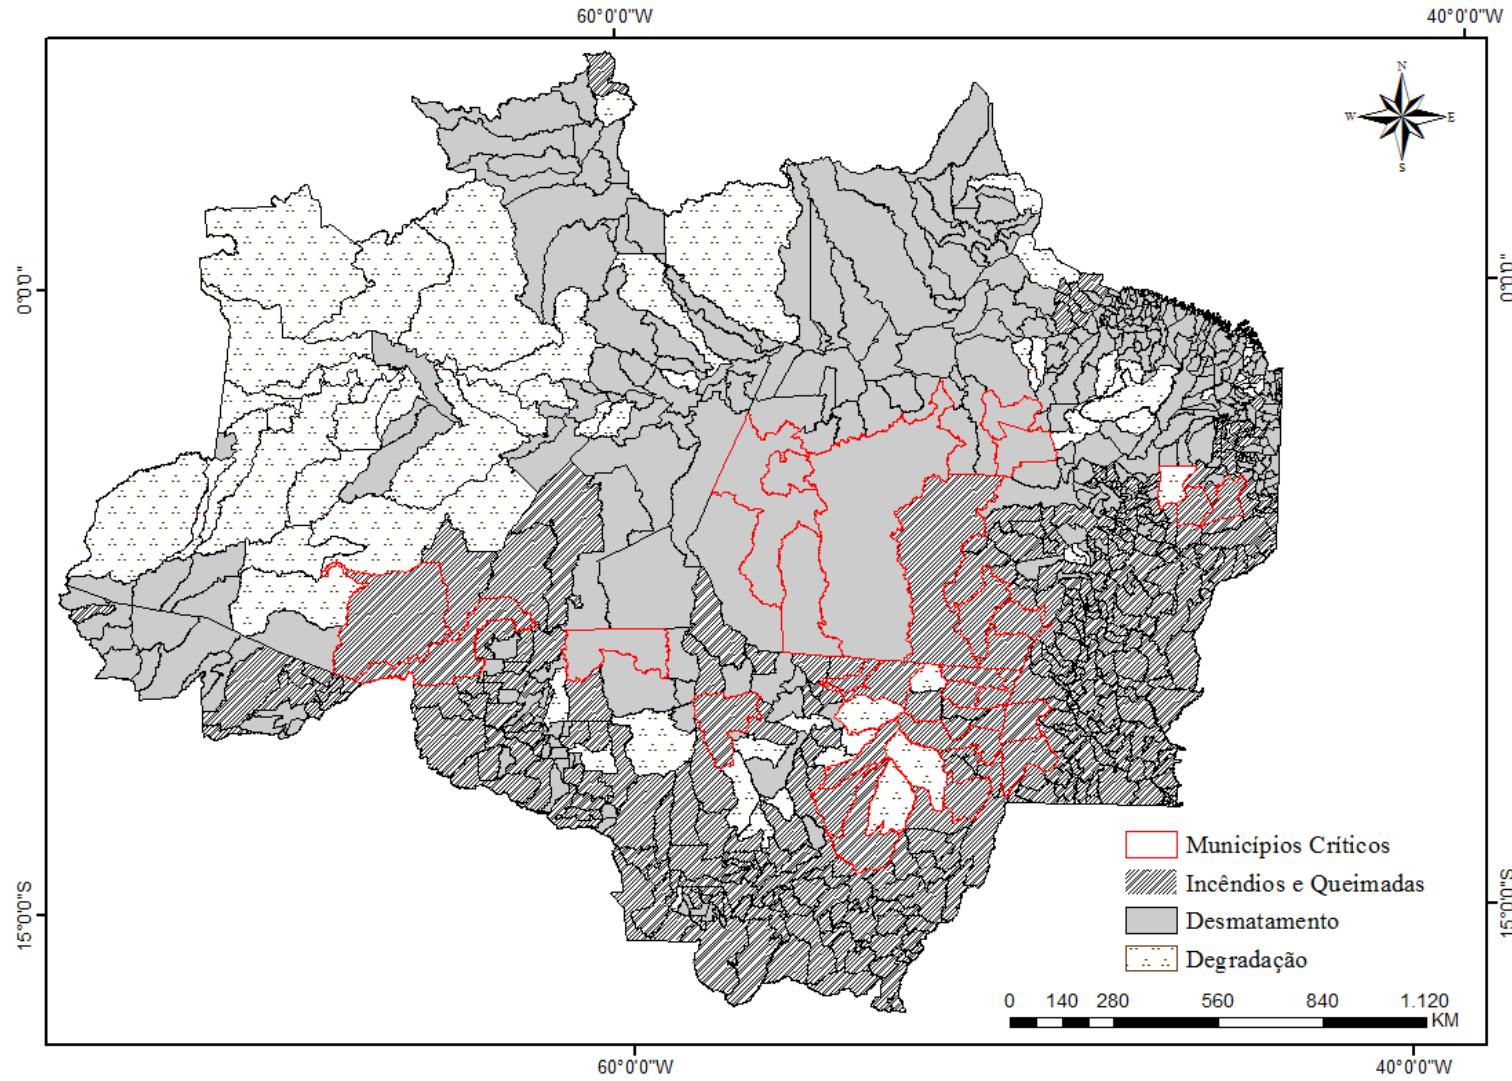 60°0'0"W 40°0'0"W
N
W E
S
0°0'0" 0°0'0"
Municípios Críticos
Incêndios e Queimadas
15°0'0"S 15°0'0"S
Desmatamento
Degradação
0 140 280 560 840 1.120
KM
60°0'0"W 40°0'0"W